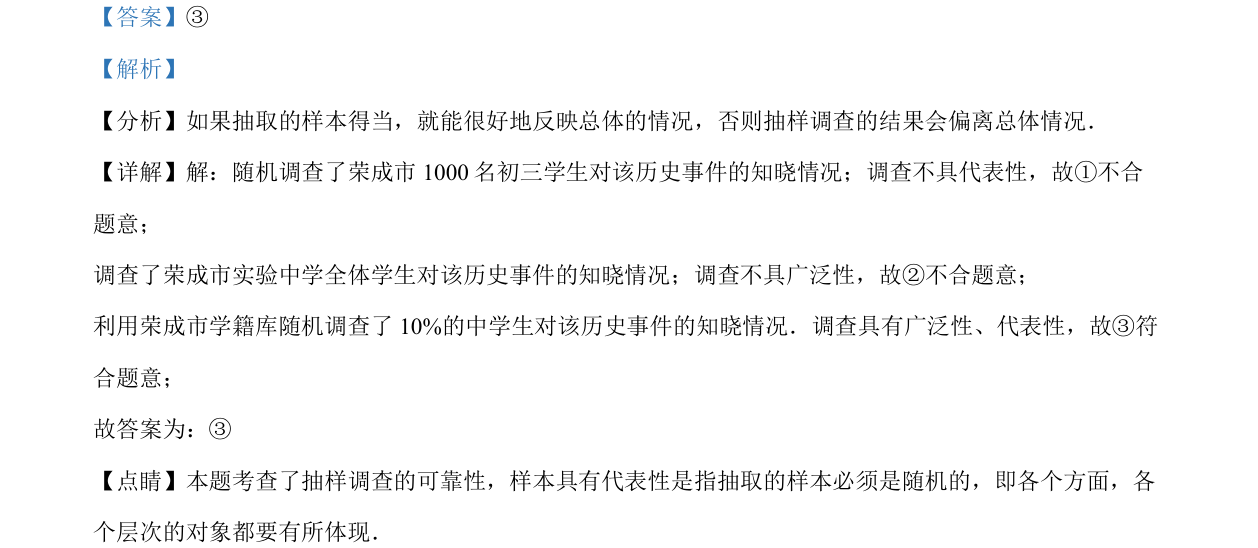 【答案】③
【解析】
【分析】如果抽取的样本得当，就能很好地反映总体的情况，否则抽样调查的结果会偏离总体情况．
【详解】解：随机调查了荣成市 1000 名初三学生对该历史事件的知晓情况；调查不具代表性，故①不合
题意；
调查了荣成市实验中学全体学生对该历史事件的知晓情况；调查不具广泛性，故②不合题意；
利用荣成市学籍库随机调查了 10%的中学生对该历史事件的知晓情况．调查具有广泛性、代表性，故③符
合题意；
故答案为：③
【点睛】本题考查了抽样调查的可靠性，样本具有代表性是指抽取的样本必须是随机的，即各个方面，各
个层次的对象都要有所体现．